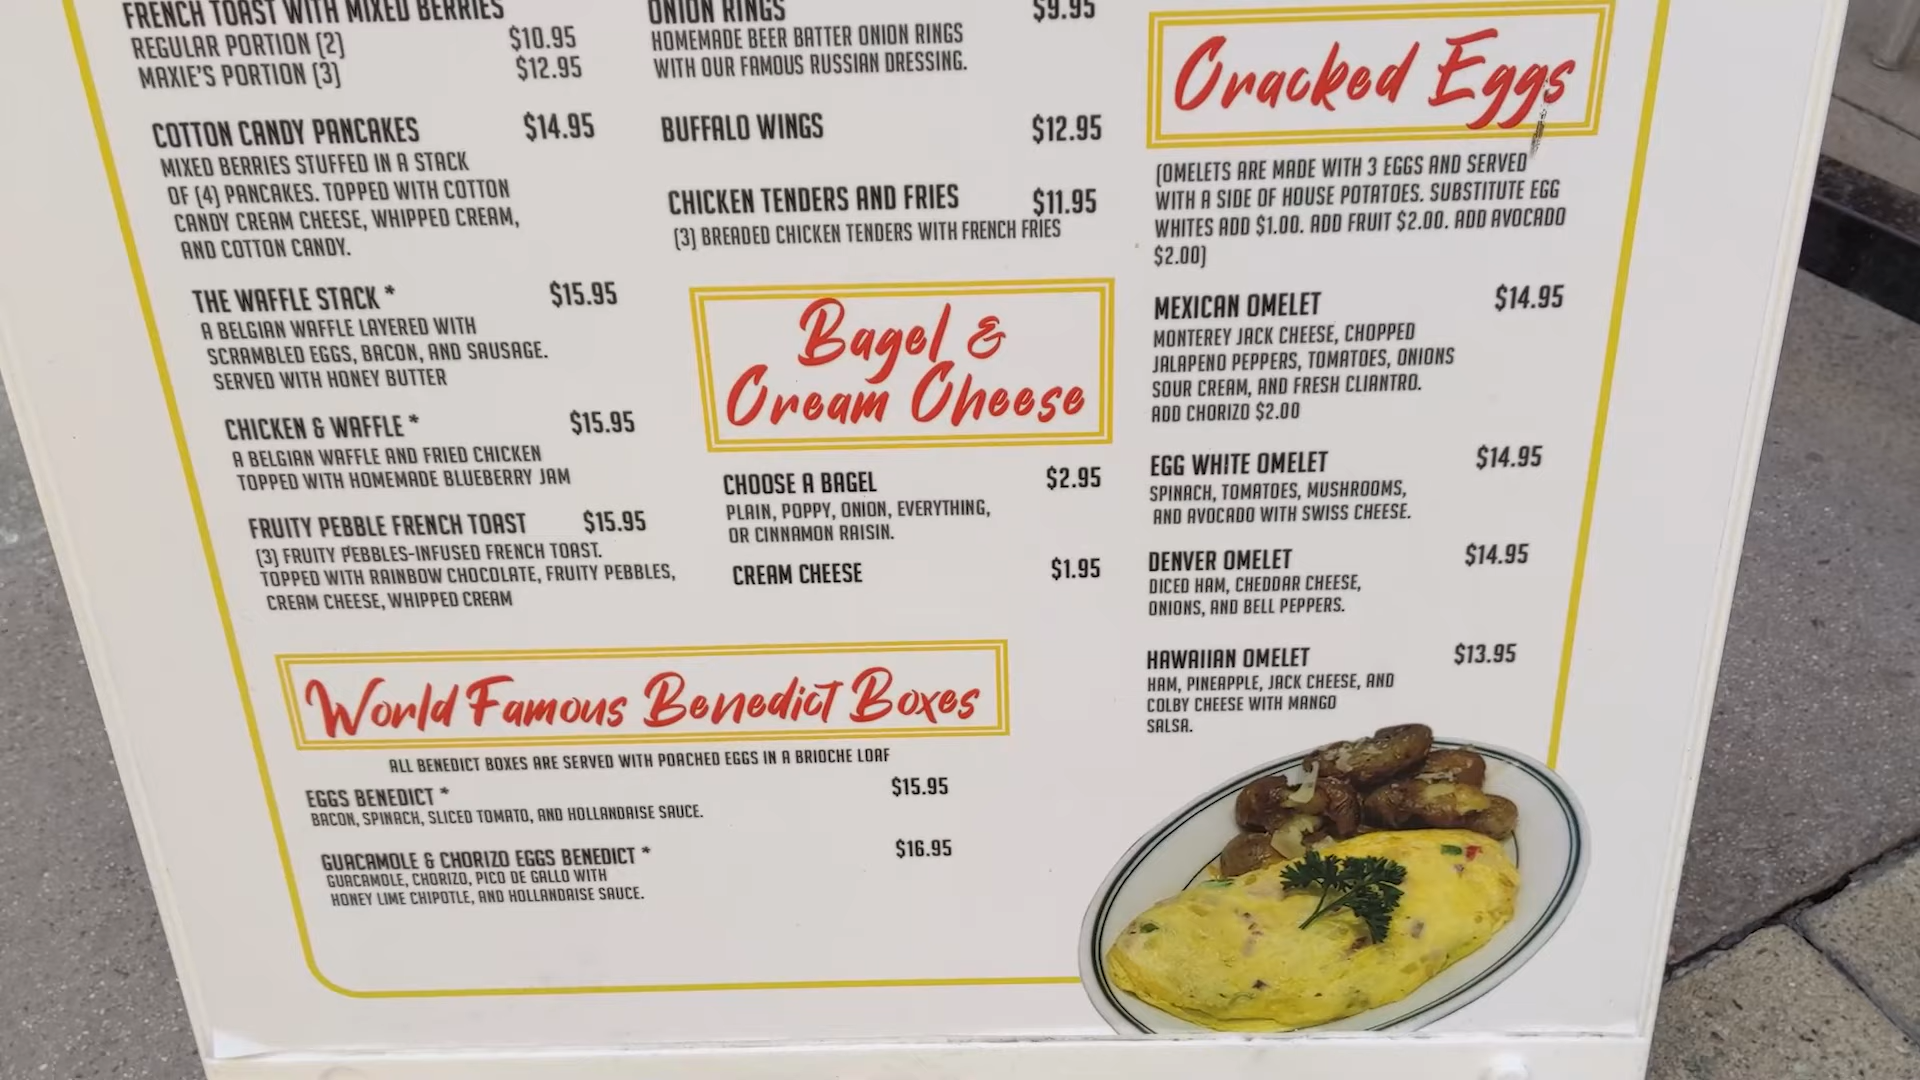 FRENCH TOAST WITH MIXED BERRIES
REGULAR PORTION (2) $10.95
MAXIE'S PORTION (3) $12.95
COTTON CANDY PANCAKES $14.95
MIXED BERRIES STUFFED IN A STACK
OF (4) PANCAKES. TOPPED WITH COTTON
CANDY CREAM CHEESE, WHIPPED CREAM,
AND COTTON CANDY.
THE WAFFLE STACK * $15.95
A BELGIAN WAFFLE LAYERED WITH
SCRAMBLED EGGS, BACON, AND SAUSAGE.
SERVED WITH HONEY BUTTER
CHICKEN & WAFFLE * $15.95
A BELGIAN WAFFLE AND FRIED CHICKEN
TOPPED WITH HOMEMADE BLUEBERRY JAM
FRUITY PEBBLE FRENCH TOAST $15.95
(3) FRUITY PEBBLES-INFUSED FRENCH TOAST.
TOPPED WITH RAINBOW CHOCOLATE, FRUITY PEBBLES,
CREAM CHEESE, WHIPPED CREAM
ONION RINGS $9.95
HOMEMADE BEER BATTER ONION RINGS
WITH OUR FAMOUS RUSSIAN DRESSING.
BUFFALO WINGS $12.95
CHICKEN TENDERS AND FRIES $11.95
(3) BREADED CHICKEN TENDERS WITH FRENCH FRIES
Bagel &
Cream Cheese
CHOOSE A BAGEL $2.95
PLAIN, POPPY, ONION, EVERYTHING,
OR CINNAMON RAISIN.
CREAM CHEESE $1.95
World Famous Benedict Boxes
ALL BENEDICT BOXES ARE SERVED WITH POACHED EGGS IN A BRIOCHE LOAF
EGGS BENEDICT * $15.95
BACON, SPINACH, SLICED TOMATO, AND HOLLANDAISE SAUCE.
GUACAMOLE & CHORIZO EGGS BENEDICT * $16.95
GUACAMOLE, CHORIZO, PICO DE GALLO WITH
HONEY LIME CHIPOTLE, AND HOLLANDAISE SAUCE.
Cracked Eggs
(OMELETS ARE MADE WITH 3 EGGS AND SERVED
WITH A SIDE OF HOUSE POTATOES. SUBSTITUTE EGG
WHITES ADD $1.00. ADD FRUIT $2.00. ADD AVOCADO
$2.00)
MEXICAN OMELET $14.95
MONTEREY JACK CHEESE, CHOPPED
JALAPENO PEPPERS, TOMATOES, ONIONS
SOUR CREAM, AND FRESH CLIANTRO.
ADD CHORIZO $2.00
EGG WHITE OMELET $14.95
SPINACH, TOMATOES, MUSHROOMS,
AND AVOCADO WITH SWISS CHEESE.
DENVER OMELET $14.95
DICED HAM, CHEDDAR CHEESE,
ONIONS, AND BELL PEPPERS.
HAWAIIAN OMELET $13.95
HAM, PINEAPPLE, JACK CHEESE, AND
COLBY CHEESE WITH MANGO
SALSA.